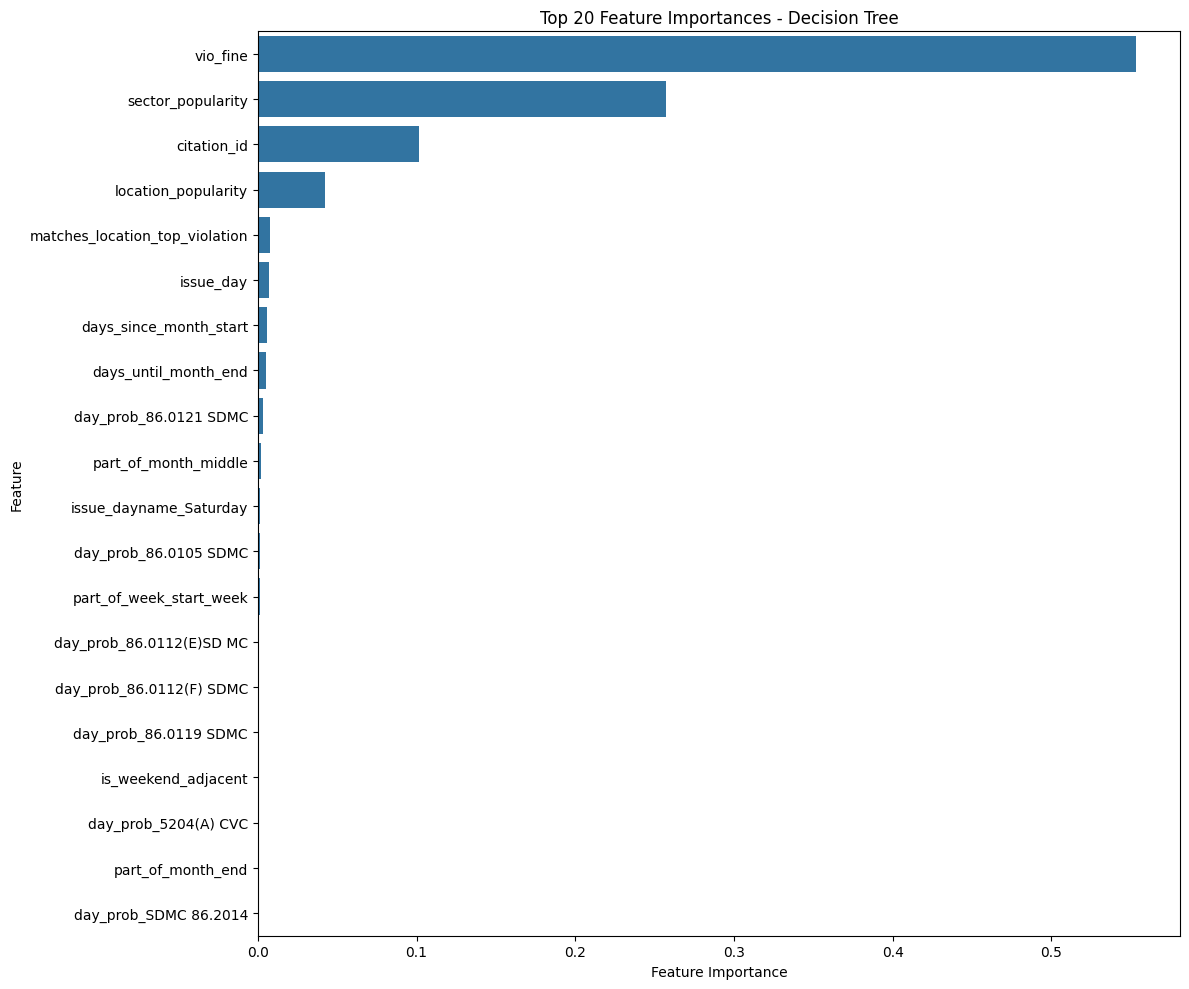 Top 20 Feature Importances - Decision Tree
vio_fine
sector_popularity
citation_id
location_popularity
matches_location_top_violation
issue_day
days_since_month_start
days_until_month_end
day_prob_86.0121 SDMC
part_of_month_middle
issue_dayname_Saturday
day_prob_86.0105 SDMC
part_of_week_start_week
day_prob_86.0112(E)SD MC
day_prob_86.0112(F) SDMC
day_prob_86.0119 SDMC
is_weekend_adjacent
day_prob_5204(A) CVC
part_of_month_end
day_prob_SDMC 86.2014
Feature
0.0 0.1 0.2 0.3 0.4 0.5
Feature Importance